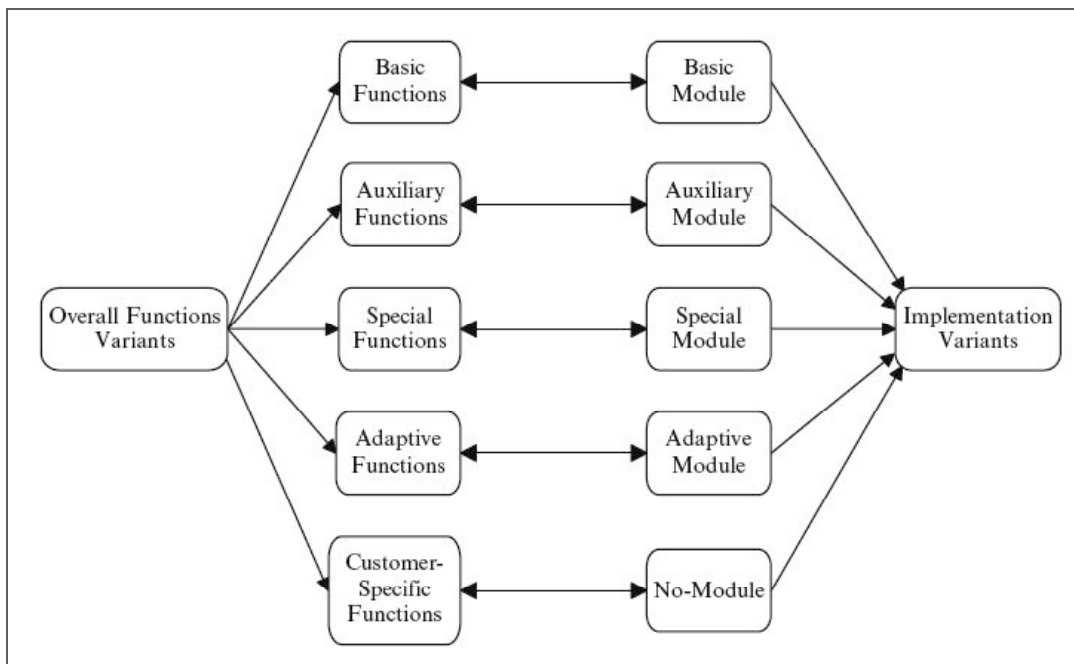 Basic
Functions
Basic
Module
Auxiliary
Functions
Auxiliary
Module
Overall Functions
Variants
Special
Functions
Special
Module
Implementation
Variants
Adaptive
Functions
Adaptive
Module
Customer-
Specific
Functions
No-Module